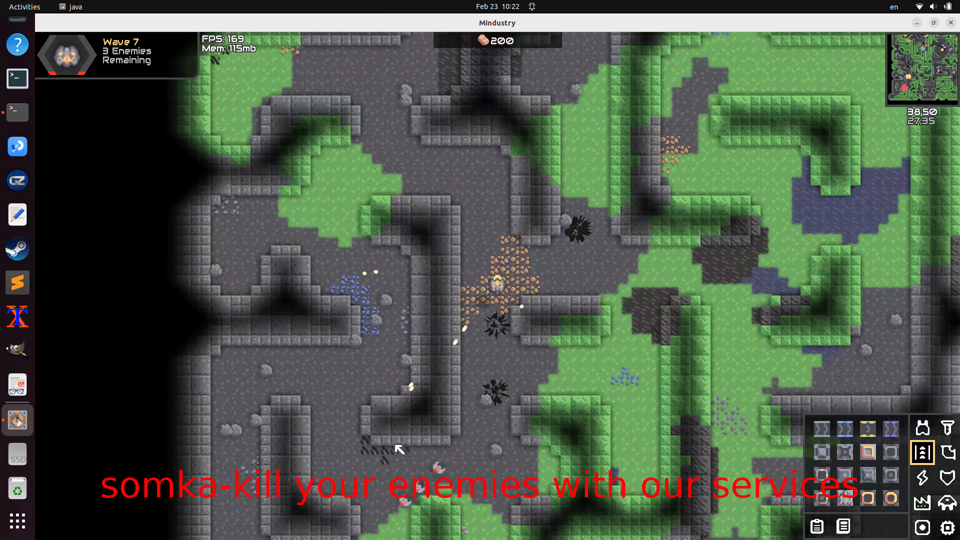 Activities
java
Feb 23 10:22
en
Mindustry
Wave 7
3 Enemies
Remaining
FPS 169
Mem: 115mb
200
38,50
27,35
SSD
somka-kill your enemies with our services